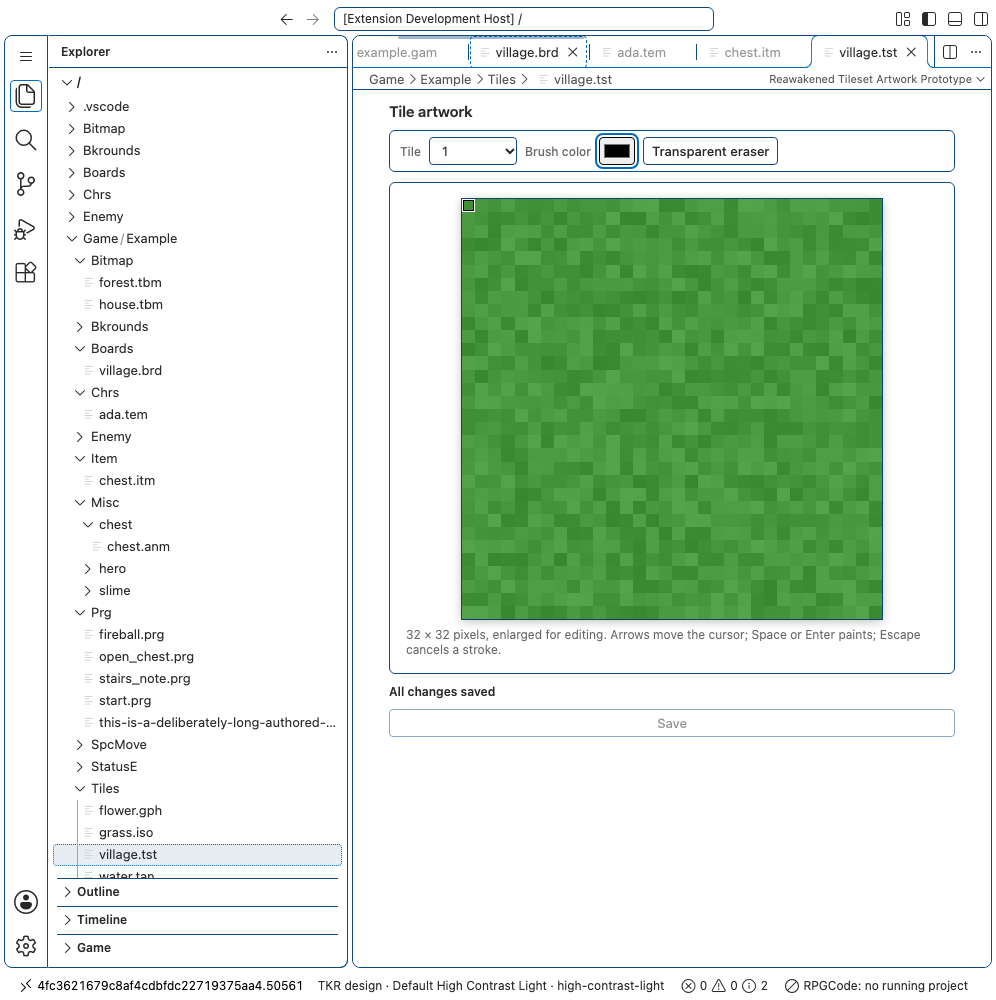 [Extension Development Host] /
Explorer
/
.vscode
Bitmap
Bkrounds
Boards
Chrs
Enemy
Game / Example
Bitmap
forest.tbm
house.tbm
Bkrounds
Boards
village.brd
Chrs
ada.tem
Enemy
Item
chest.itm
Misc
chest
chest.anm
hero
slime
Prg
fireball.prg
open_chest.prg
stairs_note.prg
start.prg
this-is-a-deliberately-long-authored-...
SpcMove
StatusE
Tiles
flower.gph
grass.iso
village.tst
water.tan
Outline
Timeline
Game
example.gam
village.brd
ada.tem
chest.itm
village.tst
Game > Example > Tiles > village.tst
Reawakened Tileset Artwork Prototype
Tile artwork
Tile 1 Brush color Transparent eraser
32 × 32 pixels, enlarged for editing. Arrows move the cursor; Space or Enter paints; Escape
cancels a stroke.
All changes saved
Save
4fc3621679c8af4cdbfdc22719375aa4.50561 TKR design · Default High Contrast Light · high-contrast-light 0 0 2 RPGCode: no running project